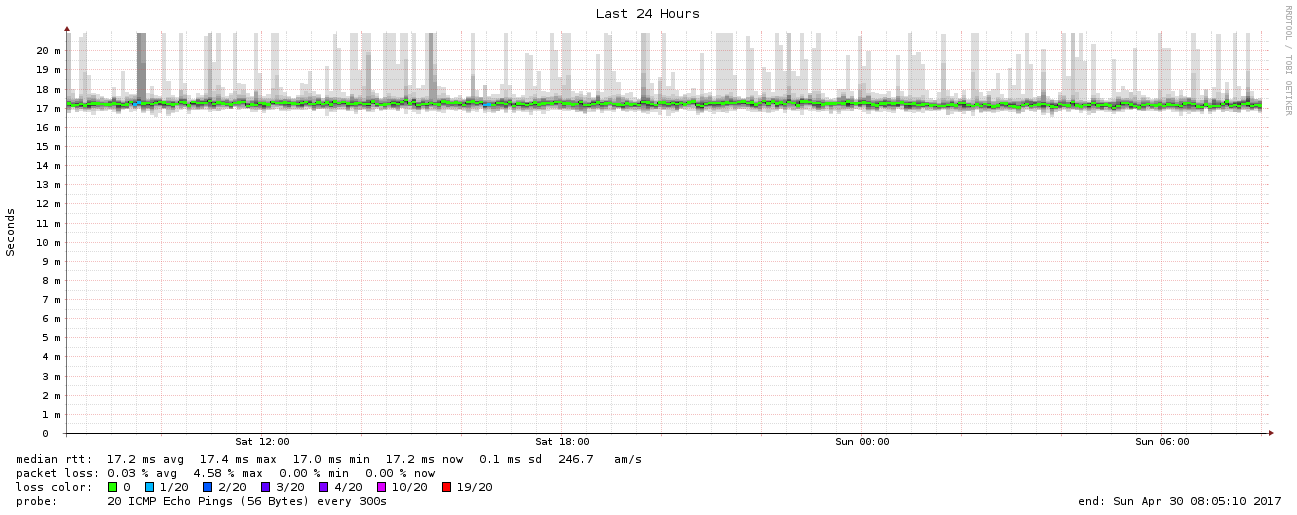 Last 24 Hours
RRDTOOL / TOBI OETIKER
Seconds
20 m
19 m
18 m
17 m
16 m
15 m
14 m
13 m
12 m
11 m
10 m
9 m
8 m
7 m
6 m
5 m
4 m
3 m
2 m
1 m
0
Sat 12:00 Sat 18:00 Sun 00:00 Sun 06:00
median rtt: 17.2 ms avg 17.4 ms max 17.0 ms min 17.2 ms now 0.1 ms sd 246.7 am/s
packet loss: 0.03 % avg 4.58 % max 0.00 % min 0.00 % now
loss color: 0 1/20 2/20 3/20 4/20 10/20 19/20
probe: 20 ICMP Echo Pings (56 Bytes) every 300s end: Sun Apr 30 08:05:10 2017